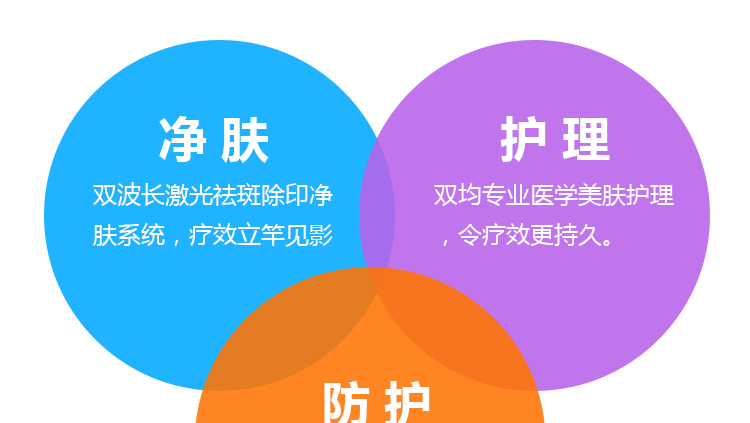 净肤
双波长激光祛斑除印净
肤系统，疗效立竿见影
护理
双均专业医学美肤护理
，令疗效更持久。
防护